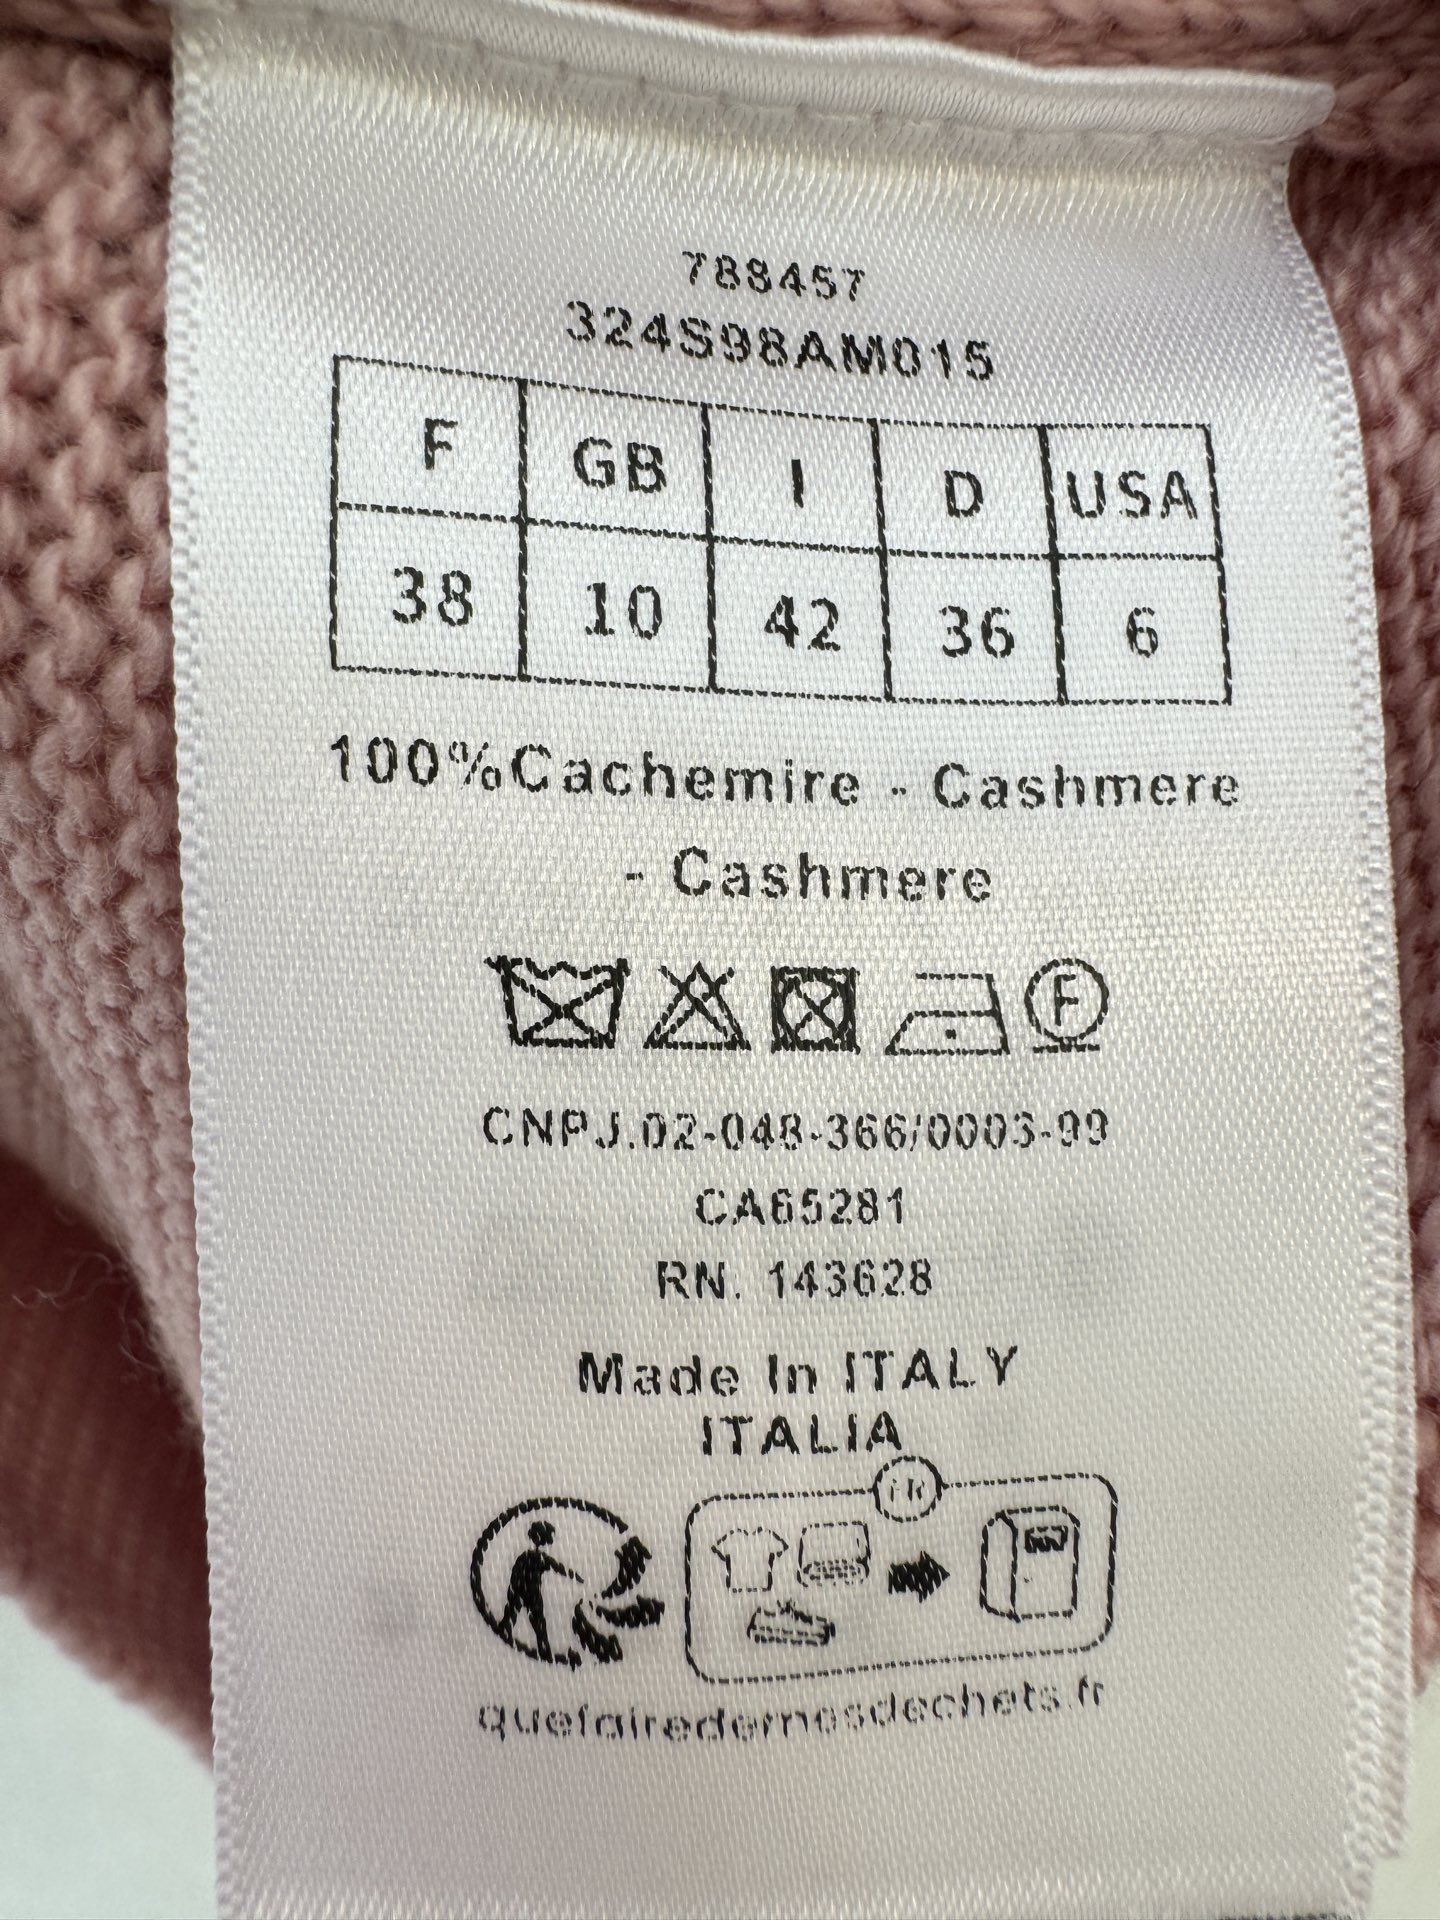 788457
324S98AM015
F GB I D USA
38 10 42 36 6
100%Cachemire - Cashmere
- Cashmere
F
CNPJ.02-048-366/0003-99
CA65281
RN. 143628
Made In ITALY
ITALIA
FR
quefairedemesdechets.fr